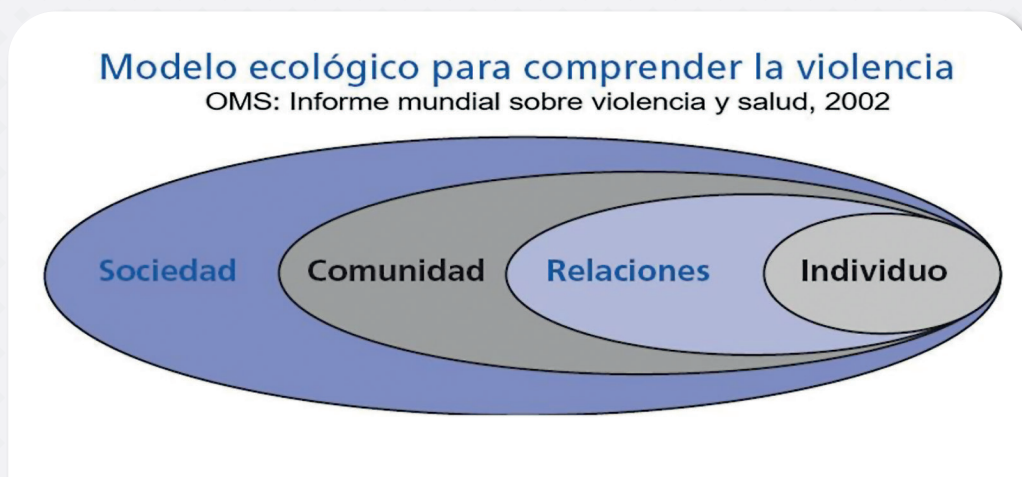 Modelo ecológico para comprender la violencia
OMS: Informe mundial sobre violencia y salud, 2002
Sociedad Comunidad Relaciones Individuo